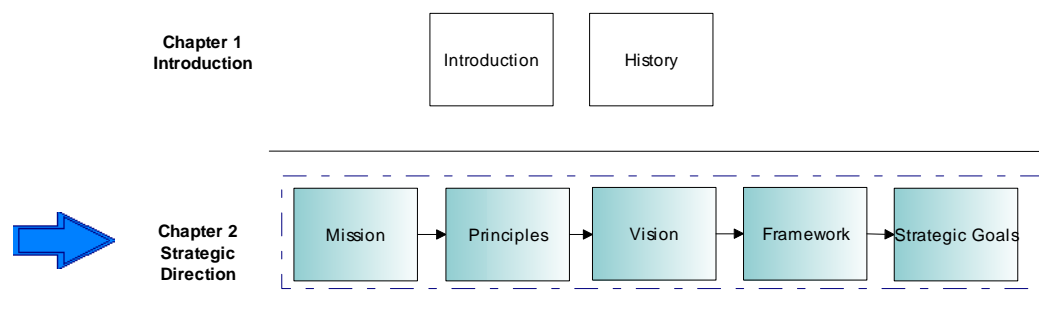 Chapter 1
Introduction
Introduction
History
Chapter 2
Strategic
Direction
Mission
Principles
Vision
Framework
Strategic Goals